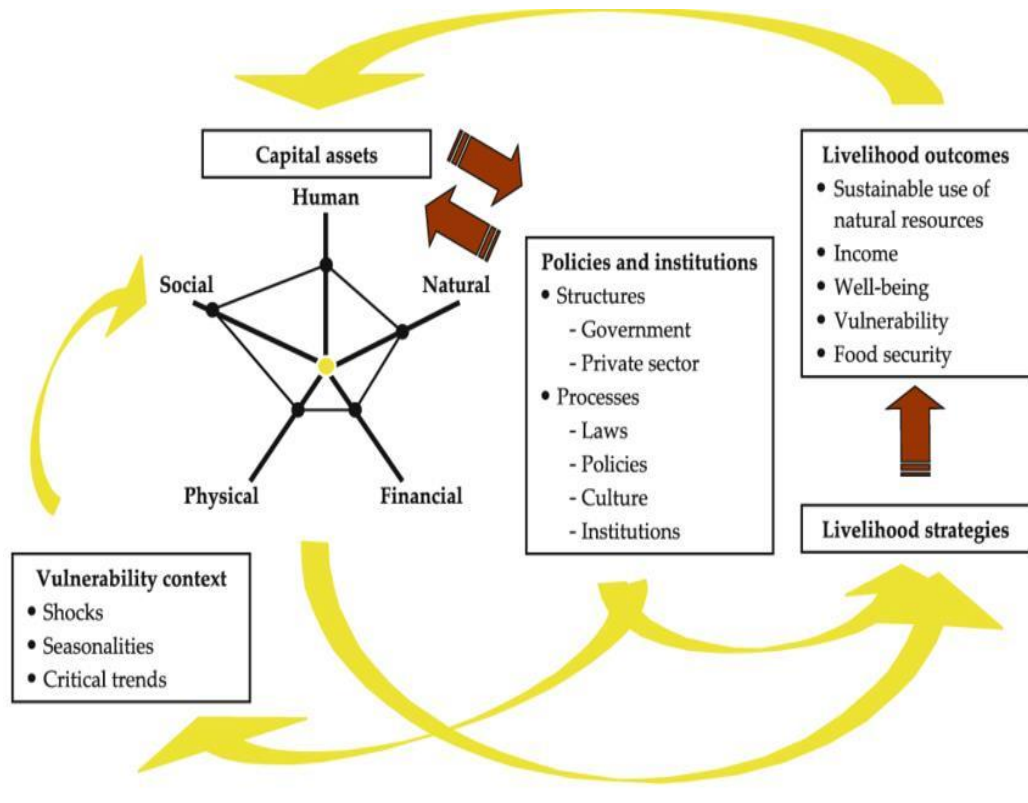 Capital assets
Human
Social
Natural
Physical
Financial
Vulnerability context
• Shocks
• Seasonalities
• Critical trends
Policies and institutions
• Structures
- Government
- Private sector
• Processes
- Laws
- Policies
- Culture
- Institutions
Livelihood outcomes
• Sustainable use of
natural resources
• Income
• Well-being
• Vulnerability
• Food security
Livelihood strategies